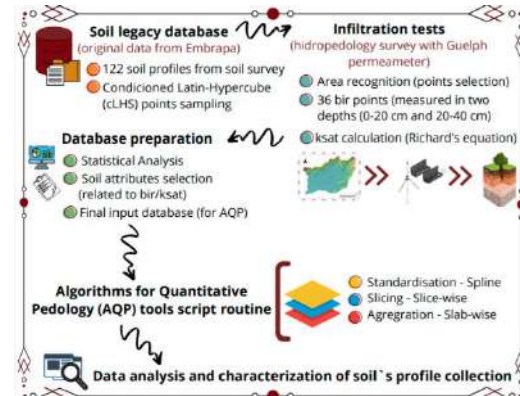 Soil legacy database
(original data from Embrapa)
122 soil profiles from soil survey
Condicioned Latin-Hypercube
(cLHS) points sampling
Infiltration tests
(hidropedology survey with Guelph
permeameter)
Area recognition (points selection)
36 bir points (measured in two
depths (0-20 cm and 20-40 cm)
ksat calculation (Richard's equation)
Database preparation
Statistical Analysis
Soil attributes selection
(related to bir/ksat)
Final input database (for AQP)
Algorithms for Quantitative
Pedology (AQP) tools script routine
Standardisation - Spline
Slicing - Slice-wise
Agregration - Slab-wise
Data analysis and characterization of soil`s profile collection